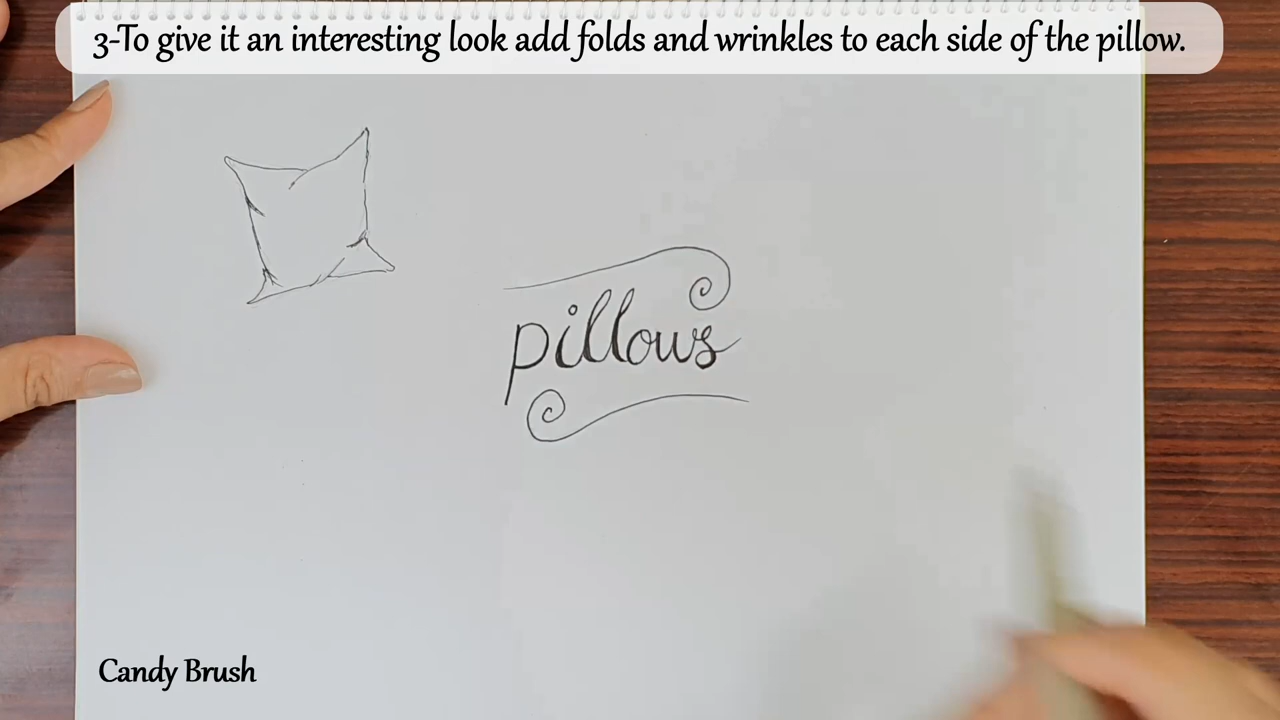 3-To give it an interesting look add folds and wrinkles to each side of the pillow.
pillows
Candy Brush